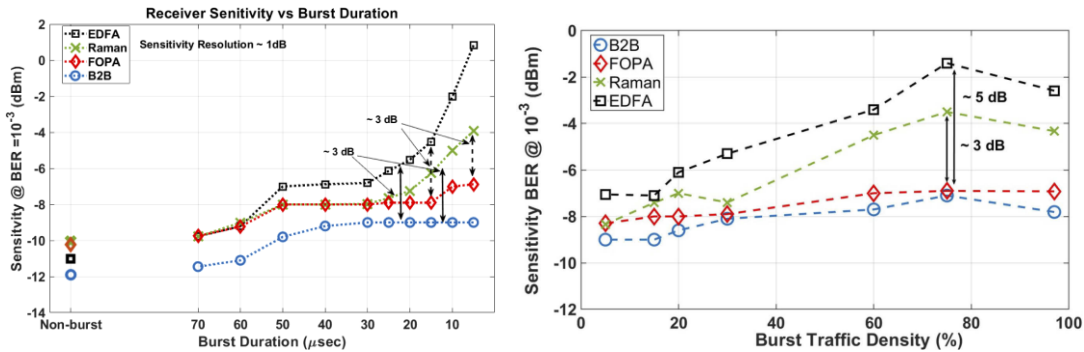 Receiver Senitivity vs Burst Duration
Sensitivity @ BER =10⁻³ (dBm)
2
0
-2
-4
-6
-8
-10
-12
-14
EDFA
Raman
FOPA
B2B
Sensitivity Resolution ~ 1dB
~ 3 dB
~ 3 dB
Non-burst
70
60
50
40
30
20
10
Burst Duration (μsec)
Sensitivity BER @ 10⁻³ (dBm)
0
-2
-4
-6
-8
-10
-12
B2B
FOPA
Raman
EDFA
~ 5 dB
~ 3 dB
0
20
40
60
80
100
Burst Traffic Density (%)